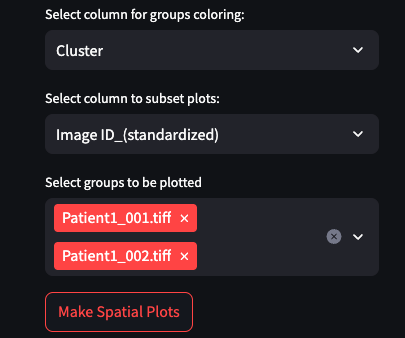 Select column for groups coloring:
Cluster
Select column to subset plots:
Image ID_(standardized)
Select groups to be plotted
Patient1_001.tiff ×
Patient1_002.tiff ×
Make Spatial Plots